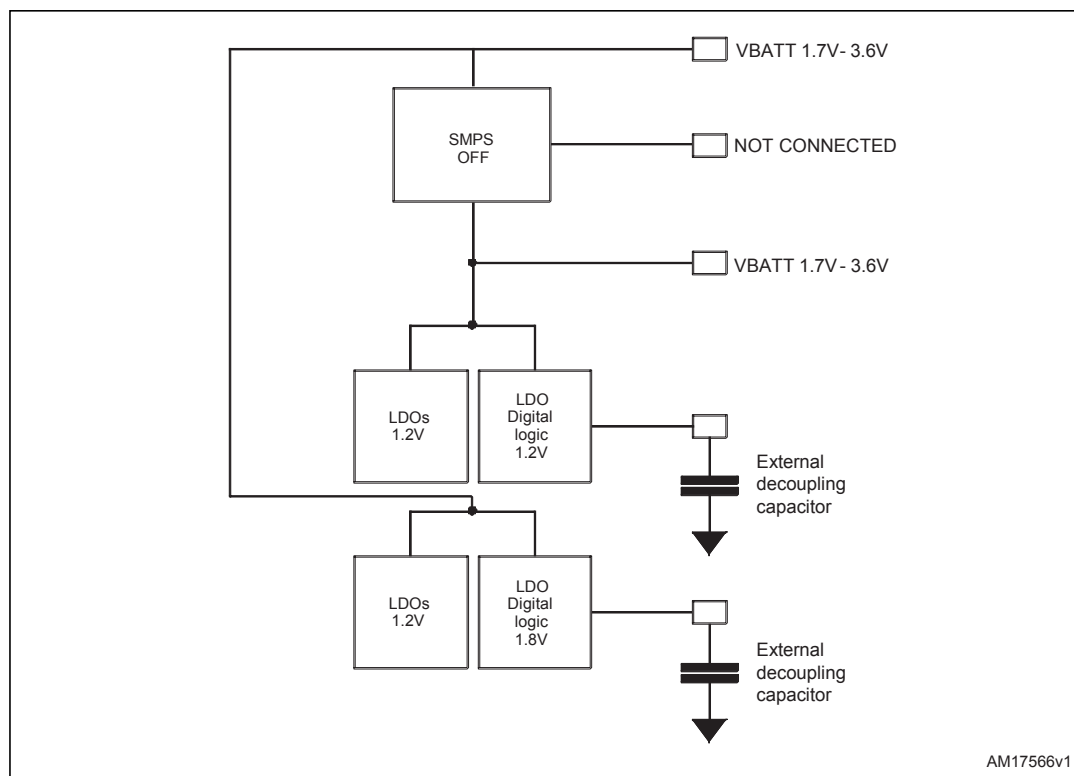 VBATT 1.7V - 3.6V
SMPS
OFF
NOT CONNECTED
VBATT 1.7V - 3.6V
LDOs
1.2V
LDO
Digital
logic
1.2V
External
decoupling
capacitor
LDOs
1.2V
LDO
Digital
logic
1.8V
External
decoupling
capacitor
AM17566v1